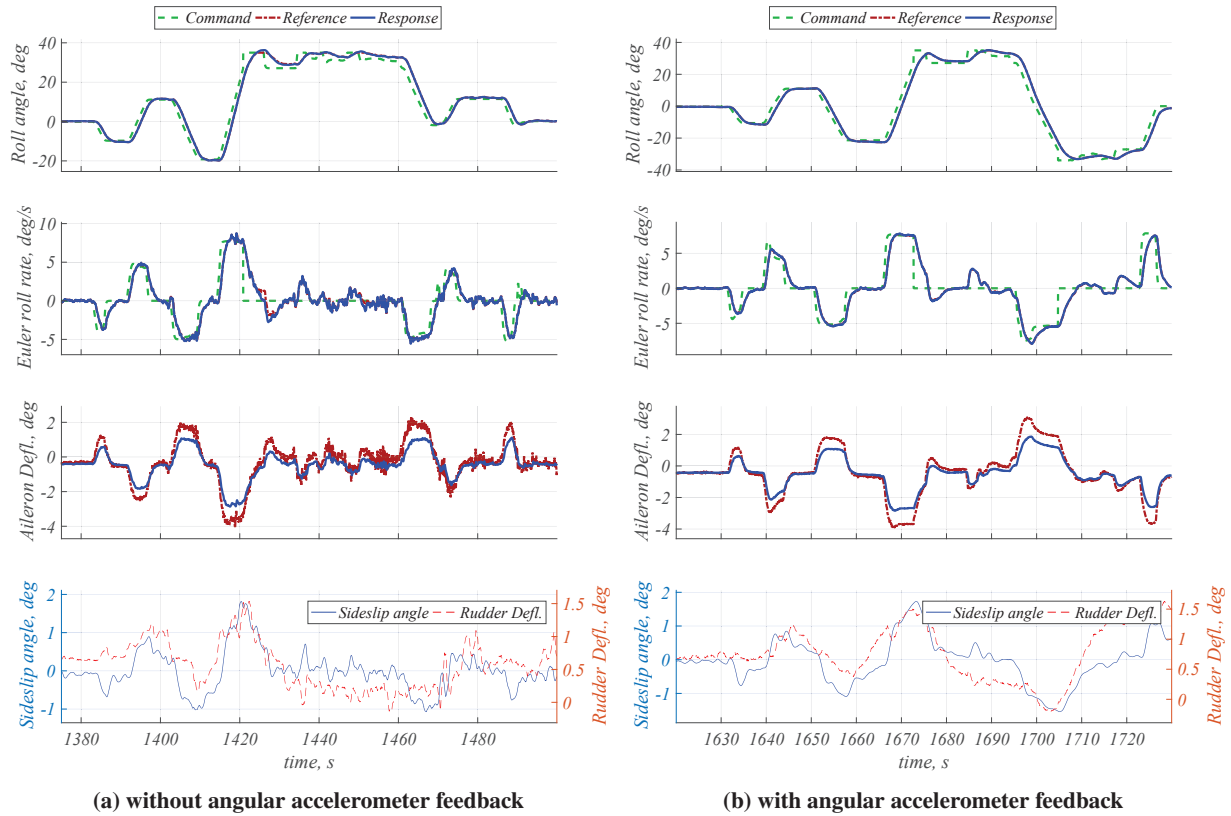 Command Reference Response
Roll angle, deg
40
20
0
-20
Euler roll rate, deg/s
10
5
0
-5
Aileron Defl., deg
2
0
-2
-4
Sideslip angle, deg
2
1
0
-1
Sideslip angle Rudder Defl.
1.5
1
0.5
0
Rudder Defl., deg
1380 1400 1420 1440 1460 1480
time, s
(a) without angular accelerometer feedback
Command Reference Response
Roll angle, deg
40
20
0
-20
-40
Euler roll rate, deg/s
5
0
-5
Aileron Defl., deg
2
0
-2
-4
Sideslip angle, deg
2
1
0
-1
Sideslip angle Rudder Defl.
1.5
1
0.5
0
Rudder Defl., deg
1630 1640 1650 1660 1670 1680 1690 1700 1710 1720
time, s
(b) with angular accelerometer feedback